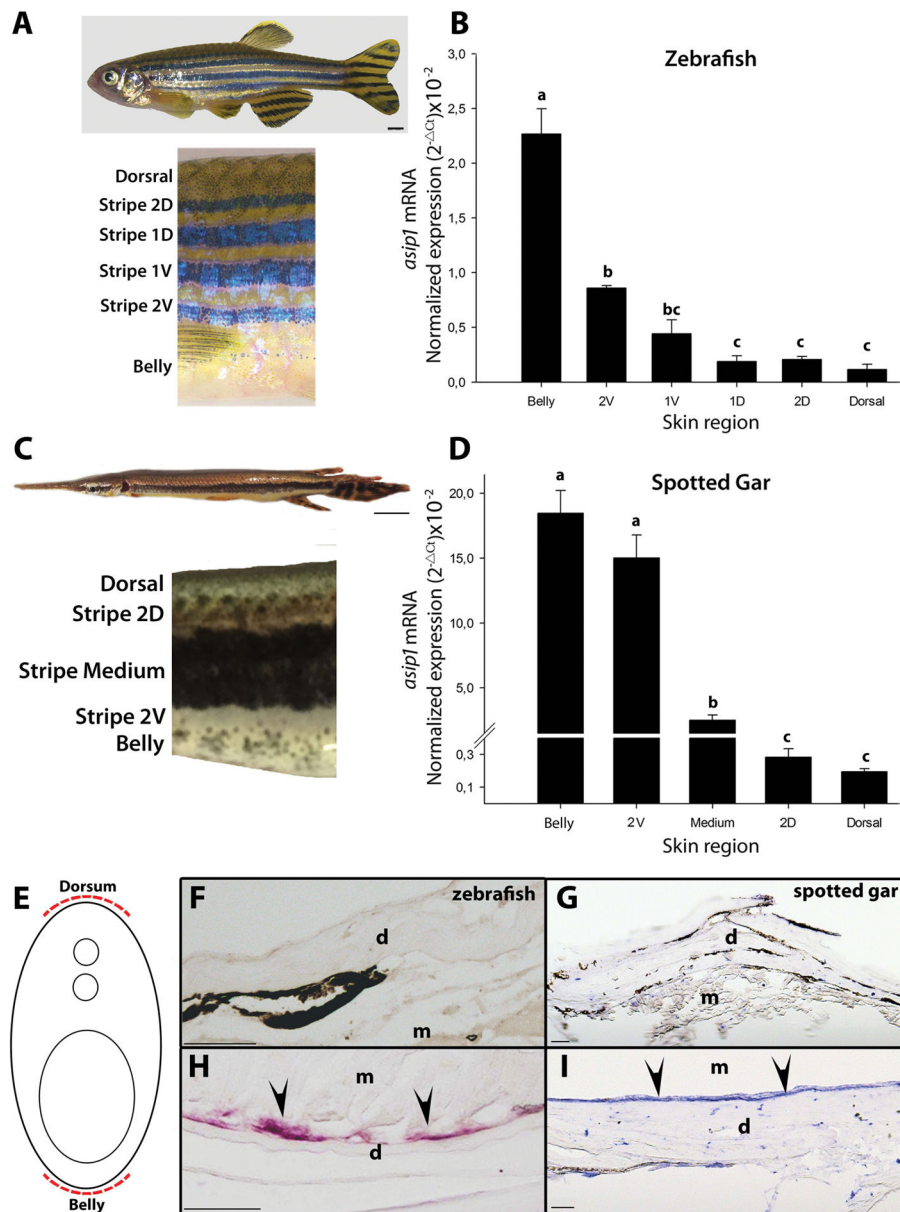 A
Dorsral
Stripe 2D
Stripe 1D
Stripe 1V
Stripe 2V
Belly
B
Zebrafish
asip1 mRNA
Normalized expression (2-△Ct)x10-2
3,0
2,5
2,0
1,5
1,0
0,5
0,0
a
b
bc
c
c
c
Belly
2V
1V
1D
2D
Dorsal
Skin region
C
Dorsal
Stripe 2D
Stripe Medium
Stripe 2V
Belly
D
Spotted Gar
asip1 mRNA
Normalized expression (2-△Ct)x10-2
20,0
15,0
5,0
0,3
0,1
a
a
b
c
c
Belly
2V
Medium
2D
Dorsal
Skin region
E
Dorsum
Belly
F
zebrafish
d
m
G
spotted gar
d
m
H
m
d
I
m
d